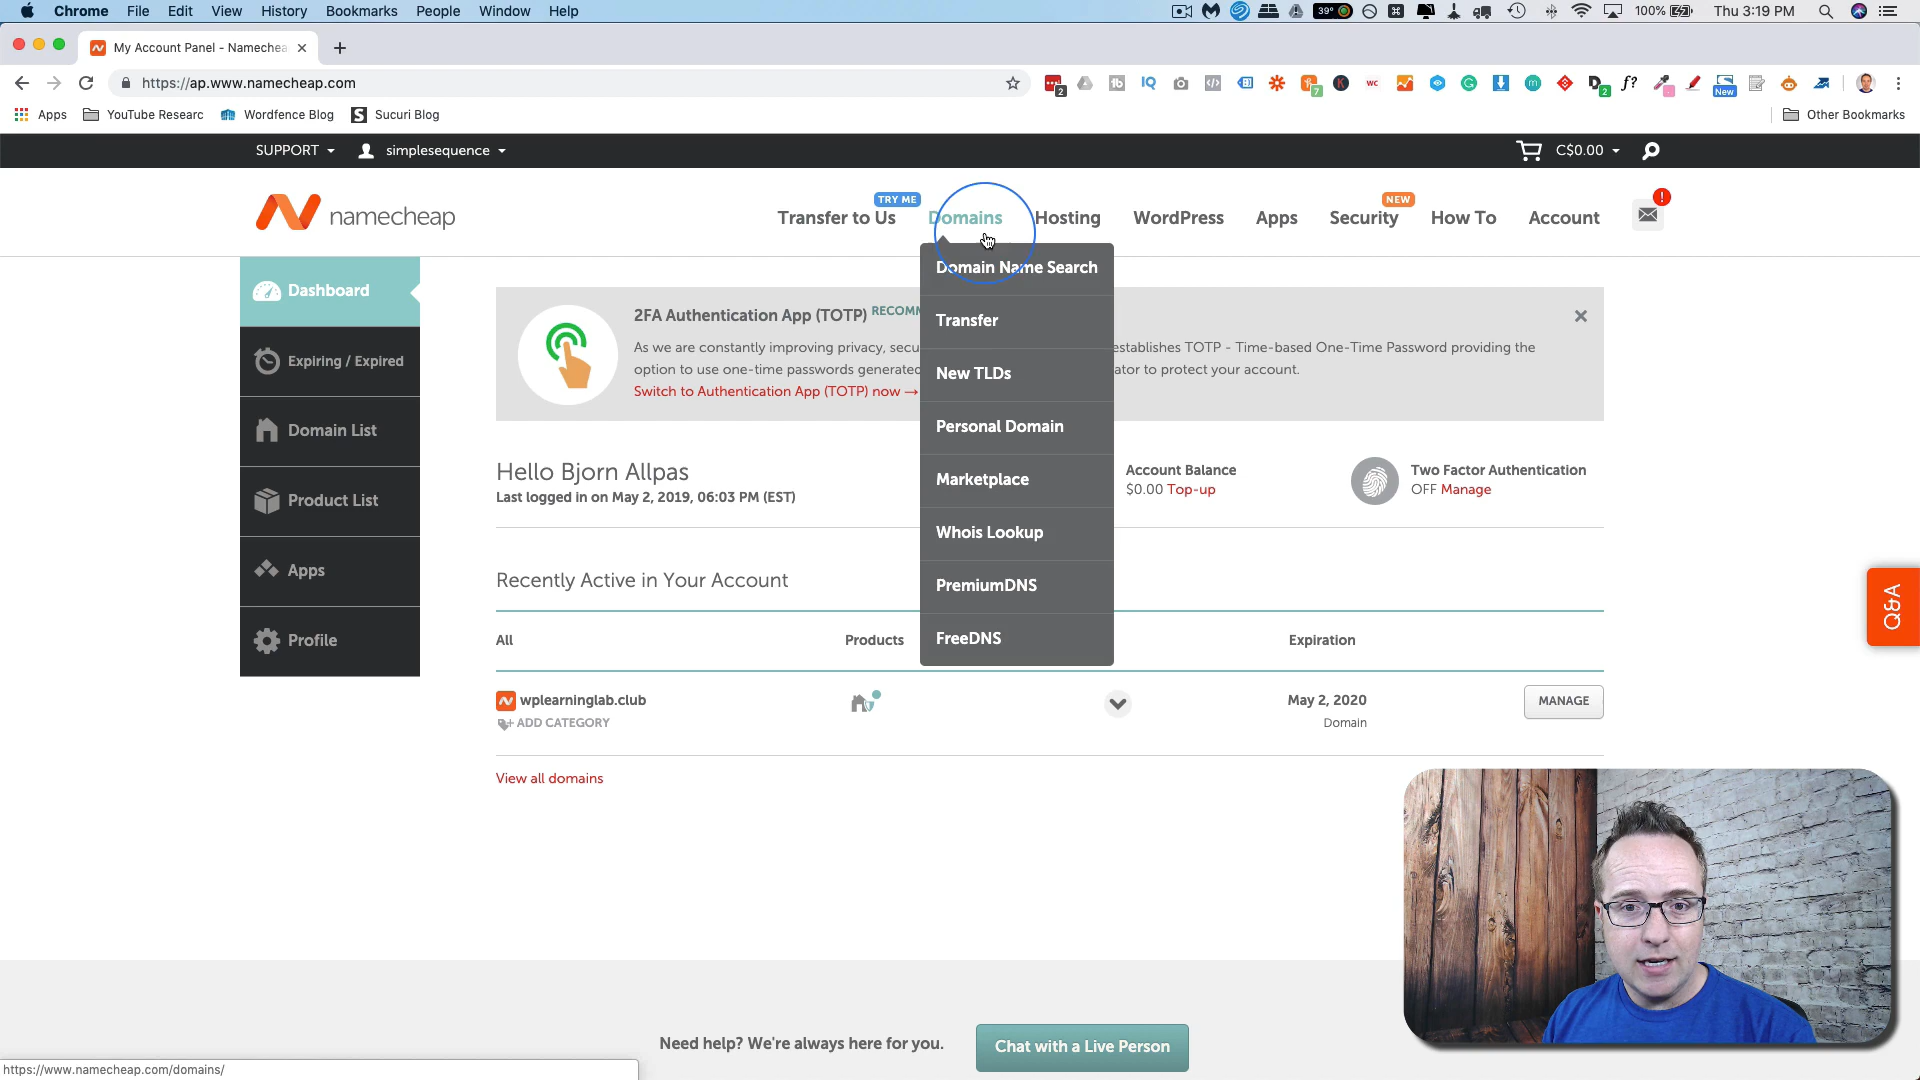 Chrome File Edit View History Bookmarks People Window Help
39° 100% Thu 3:19 PM
My Account Panel - Namechea
https://ap.www.namecheap.com
2 7 WC 2 f? New
Apps YouTube Researc Wordfence Blog Sucuri Blog Other Bookmarks
SUPPORT simplesequence C$0.00
namecheap
TRY ME NEW !
Transfer to Us Domains Hosting WordPress Apps Security How To Account
Domain Name Search
Transfer
New TLDs
Personal Domain
Marketplace
Whois Lookup
PremiumDNS
FreeDNS
Dashboard
Expiring / Expired
Domain List
Product List
Apps
Profile
2FA Authentication App (TOTP) RECOMM
As we are constantly improving privacy, secu establishes TOTP - Time-based One-Time Password providing the
option to use one-time passwords generated ator to protect your account.
Switch to Authentication App (TOTP) now →
Hello Bjorn Allpas
Last logged in on May 2, 2019, 06:03 PM (EST)
Account Balance
$0.00 Top-up
Two Factor Authentication
OFF Manage
Recently Active in Your Account
All Products Expiration
wplearninglab.club May 2, 2020 MANAGE
ADD CATEGORY Domain
View all domains
Q&A
Need help? We're always here for you. Chat with a Live Person
https://www.namecheap.com/domains/